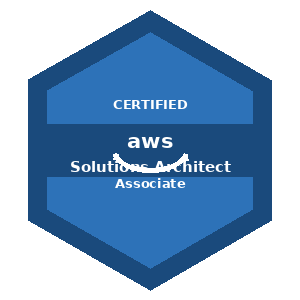 CERTIFIED
aws
Solutions Architect
Associate